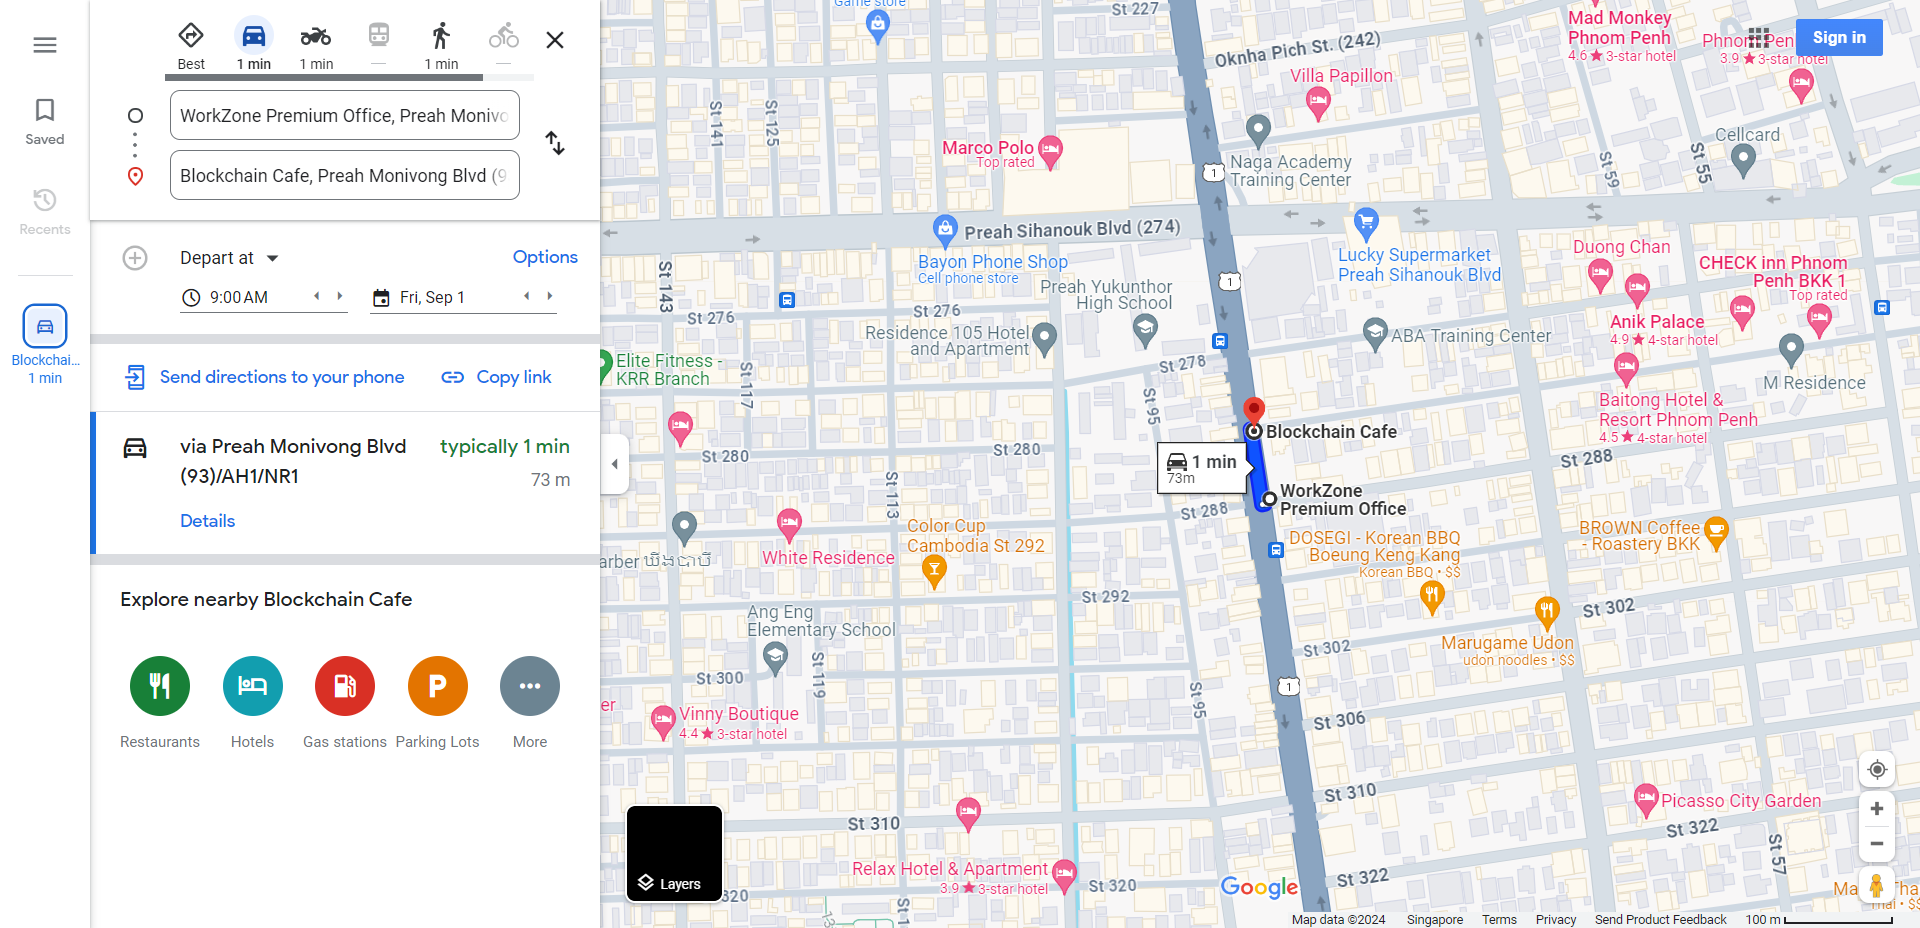 Saved
Recents
Blockchai...
1 min
Best
1 min
1 min
—
1 min
—
WorkZone Premium Office, Preah Monivo
Blockchain Cafe, Preah Monivong Blvd (9
Depart at
Options
9:00 AM
Fri, Sep 1
Send directions to your phone
Copy link
via Preah Monivong Blvd
(93)/AH1/NR1
typically 1 min
73 m
Details
Explore nearby Blockchain Cafe
Restaurants
Hotels
Gas stations
Parking Lots
More
Layers
Game store
St 227
Oknha Pich St. (242)
Mad Monkey
Phnom Penh
4.6★3-star hotel
Phnom Pen
3.9★3-star hotel
Sign in
Villa Papillon
St 141
St 125
Marco Polo
Top rated
Naga Academy
Training Center
Cellcard
St 59
St 55
1
Preah Sihanouk Blvd (274)
Bayon Phone Shop
Cell phone store
Lucky Supermarket
Preah Sihanouk Blvd
Duong Chan
CHECK inn Phnom
Penh BKK 1
Top rated
St 143
1
Preah Yukunthor
High School
St 276
St 276
Residence 105 Hotel
and Apartment
ABA Training Center
Anik Palace
4.9★4-star hotel
Elite Fitness -
KRR Branch
St 278
M Residence
St 117
St 95
Baitong Hotel &
Resort Phnom Penh
4.5★4-star hotel
Blockchain Cafe
1 min
73m
St 280
St 280
St 288
St 113
WorkZone
Premium Office
St 288
Color Cup
Cambodia St 292
BROWN Coffee
- Roastery BKK
DOSEGI - Korean BBQ
Boeung Keng Kang
Korean BBQ • $$
White Residence
arber ឃីងបាបី
St 292
Ang Eng
Elementary School
St 302
St 302
Marugame Udon
udon noodles • $$
St 119
St 300
1
St 95
er
Vinny Boutique
4.4★3-star hotel
St 306
St 310
Picasso City Garden
St 310
St 322
St 57
Relax Hotel & Apartment
3.9★3-star hotel
St 320
St 322
320
St 1
13
Google
Ma
Tha
Thai • $$
Map data ©2024
Singapore
Terms
Privacy
Send Product Feedback
100 m